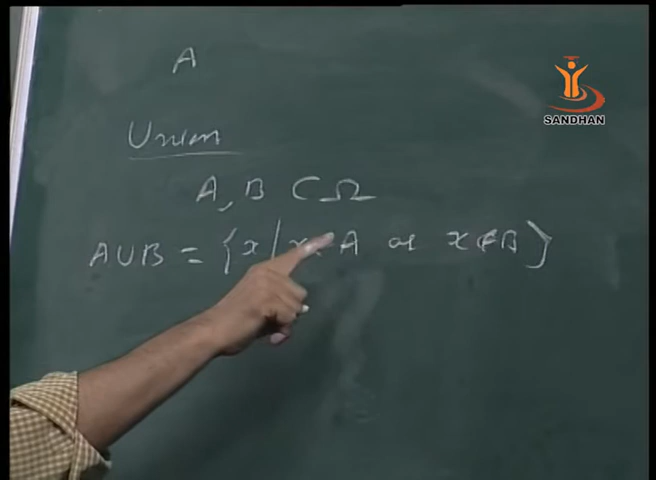 A
SANDHAN
Union
A, B ⊂ Ω
A∪B = {x | x ∈ A or x ∈ B}